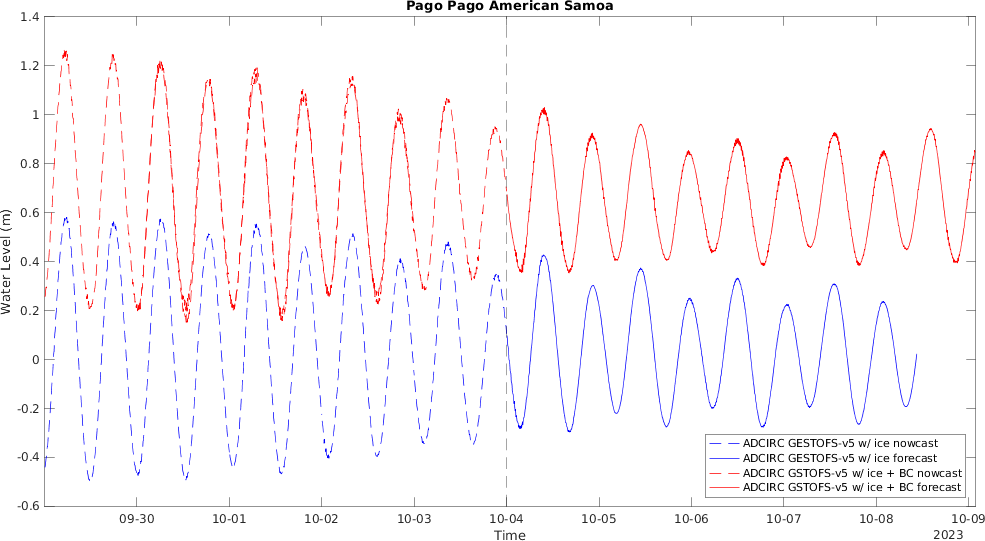 Pago Pago American Samoa
1.4
1.2
1
0.8
0.6
0.4
0.2
0
-0.2
-0.4
-0.6
Water Level (m)
ADCIRC GESTOFS-v5 w/ ice nowcast
ADCIRC GESTOFS-v5 w/ ice forecast
ADCIRC GSTOFS-v5 w/ ice + BC nowcast
ADCIRC GSTOFS-v5 w/ ice + BC forecast
09-30 10-01 10-02 10-03 10-04 10-05 10-06 10-07 10-08 10-09
Time
2023